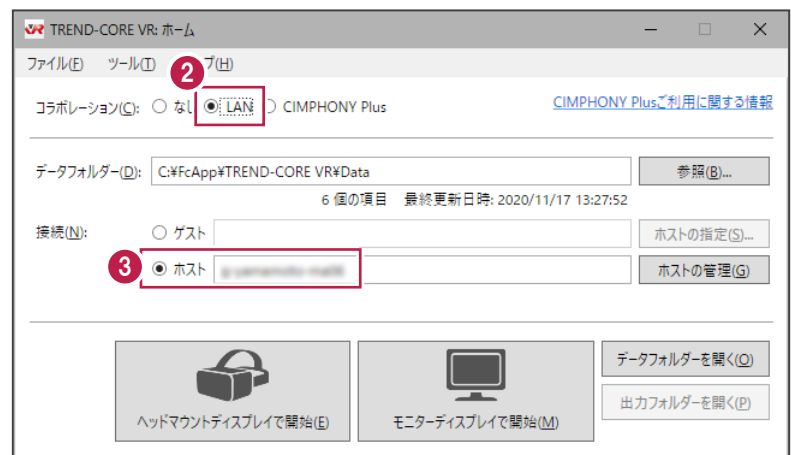 VR TREND-CORE VR: ホーム
ファイル(F) ツール(T) プ(H)
2
コラボレーション(C): なし LAN CIMPHONY Plus CIMPHONY Plusご利用に関する情報
データフォルダー(D): C:¥FcApp¥TREND-CORE VR¥Data 参照(B)...
6 個の項目 最終更新日時: 2020/11/17 13:27:52
接続(N): ゲスト ホストの指定(S)...
3 ホスト ホストの管理(G)
データフォルダーを開く(O)
出力フォルダーを開く(P)
ヘッドマウントディスプレイで開始(E) モニターディスプレイで開始(M)